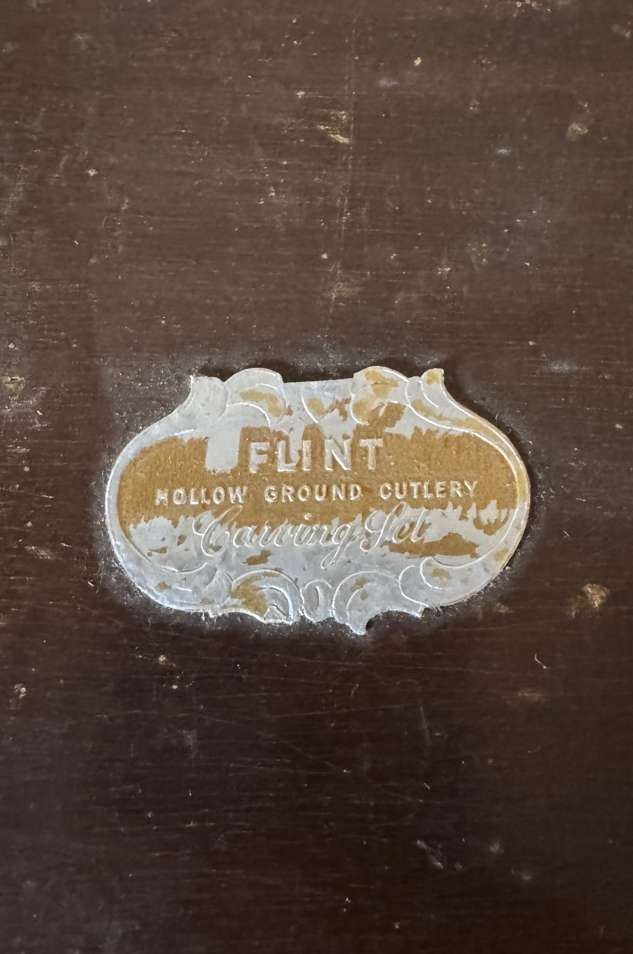 FLINT
HOLLOW GROUND CUTLERY
Carving Set